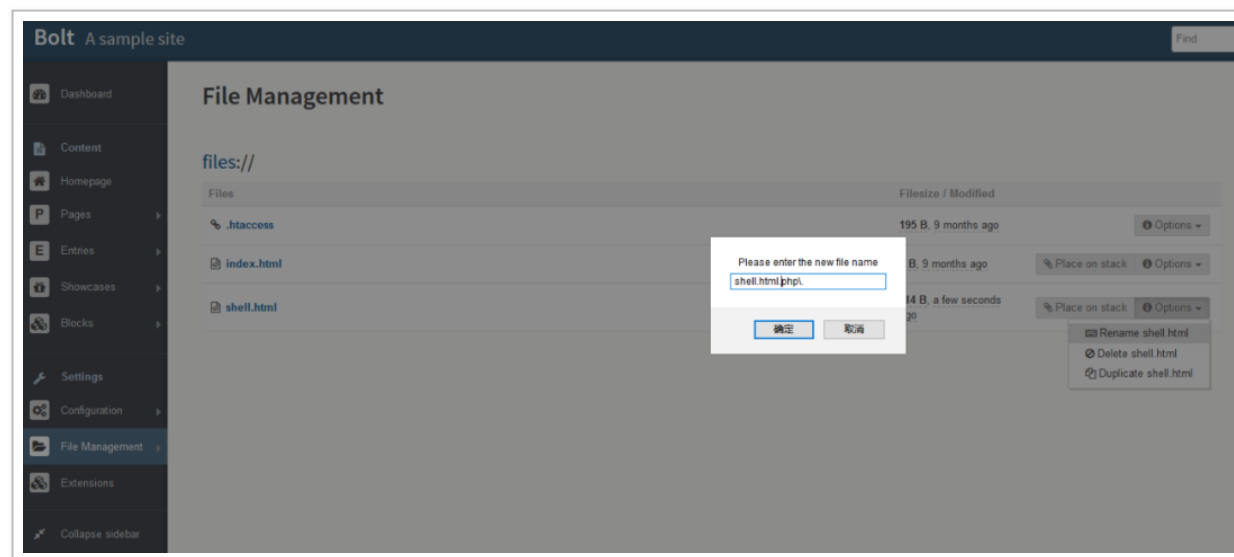 Bolt A sample site
Find
Dashboard
File Management
Content
files://
Homepage
Files Filesize / Modified
Pages
.htaccess 195 B, 9 months ago Options
Entries
Please enter the new file name
index.html B, 9 months ago Place on stack Options
shell.html.php\.
Showcases
shell.html 14 B, a few seconds Place on stack Options
go
Blocks
确定 取消
Rename shell.html
Delete shell.html
Settings
Duplicate shell.html
Configuration
File Management
Extensions
Collapse sidebar